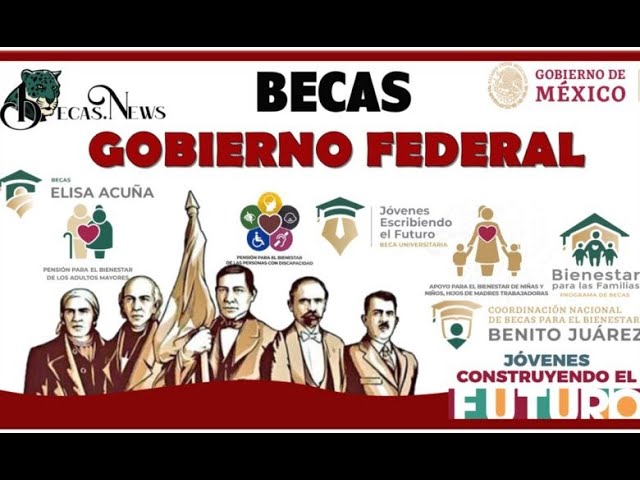 BECAS
GOBIERNO FEDERAL
BECAS.NEWS
GOBIERNO DE
MÉXICO
BECAS
ELISA ACUÑA
PENSIÓN PARA EL BIENESTAR
DE LOS ADULTOS MAYORES
PENSIÓN PARA EL BIENESTAR
DE LAS PERSONAS CON DISCAPACIDAD
Jóvenes
Escribiendo
el Futuro
BECA UNIVERSITARIA
APOYO PARA EL BIENESTAR DE NIÑAS Y
NIÑOS, HIJOS DE MADRES TRABAJADORAS
Bienestar
para las Familias
PROGRAMA DE BECAS
COORDINACIÓN NACIONAL
DE BECAS PARA EL BIENESTAR
BENITO JUÁREZ
JÓVENES
CONSTRUYENDO EL
FUTURO